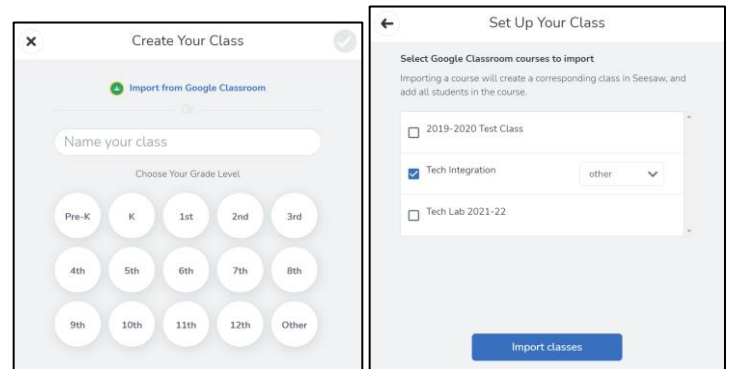 Create Your Class
Import from Google Classroom
Or
Name your class
Choose Your Grade Level
Pre-K K 1st 2nd 3rd
4th 5th 6th 7th 8th
9th 10th 11th 12th Other
Set Up Your Class
Select Google Classroom courses to import
Importing a course will create a corresponding class in Seesaw, and
add all students in the course.
2019-2020 Test Class
Tech Integration other
Tech Lab 2021-22
Import classes